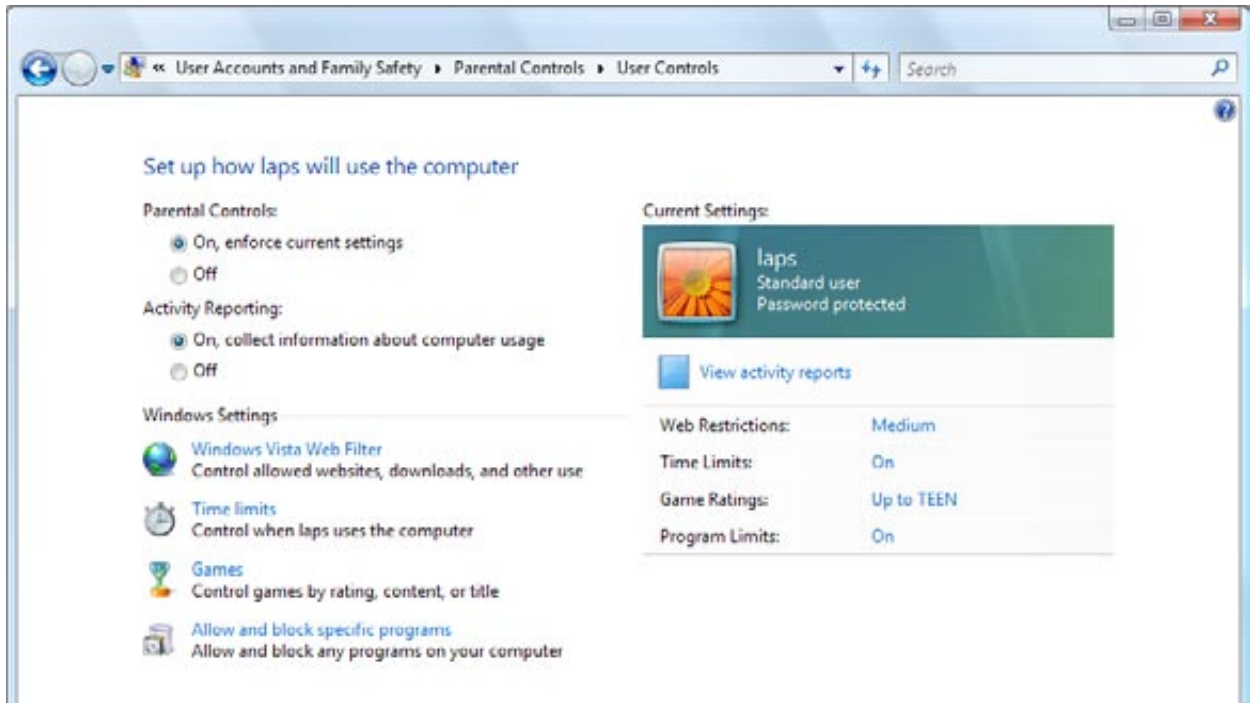 « User Accounts and Family Safety ▸ Parental Controls ▸ User Controls
Search
Set up how laps will use the computer
Parental Controls:
On, enforce current settings
Off
Activity Reporting:
On, collect information about computer usage
Off
Windows Settings
Windows Vista Web Filter
Control allowed websites, downloads, and other use
Time limits
Control when laps uses the computer
Games
Control games by rating, content, or title
Allow and block specific programs
Allow and block any programs on your computer
Current Settings:
laps
Standard user
Password protected
View activity reports
Web Restrictions: Medium
Time Limits: On
Game Ratings: Up to TEEN
Program Limits: On